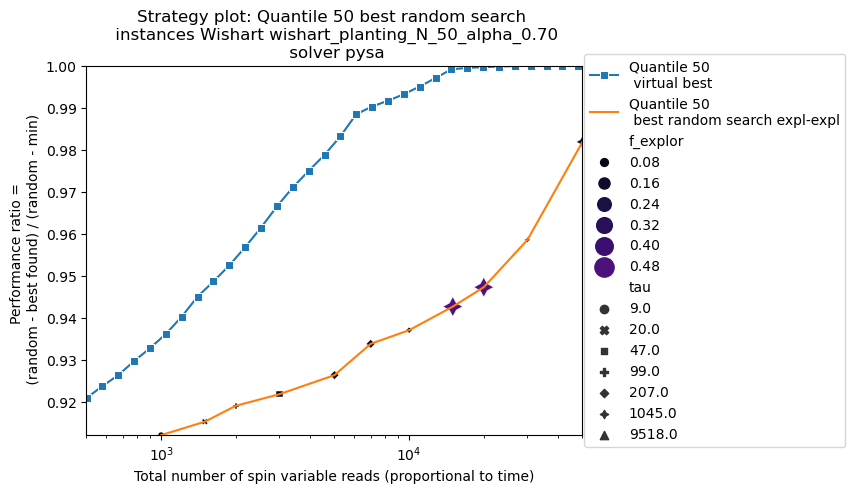 Strategy plot: Quantile 50 best random search
instances Wishart wishart_planting_N_50_alpha_0.70
solver pysa
1.00
0.99
0.98
0.97
0.96
0.95
0.94
0.93
0.92
Performance ratio =
(random - best found) / (random - min)
10^3
10^4
Total number of spin variable reads (proportional to time)
Quantile 50
virtual best
Quantile 50
best random search expl-expl
f_explor
0.08
0.16
0.24
0.32
0.40
0.48
tau
9.0
20.0
47.0
99.0
207.0
1045.0
9518.0